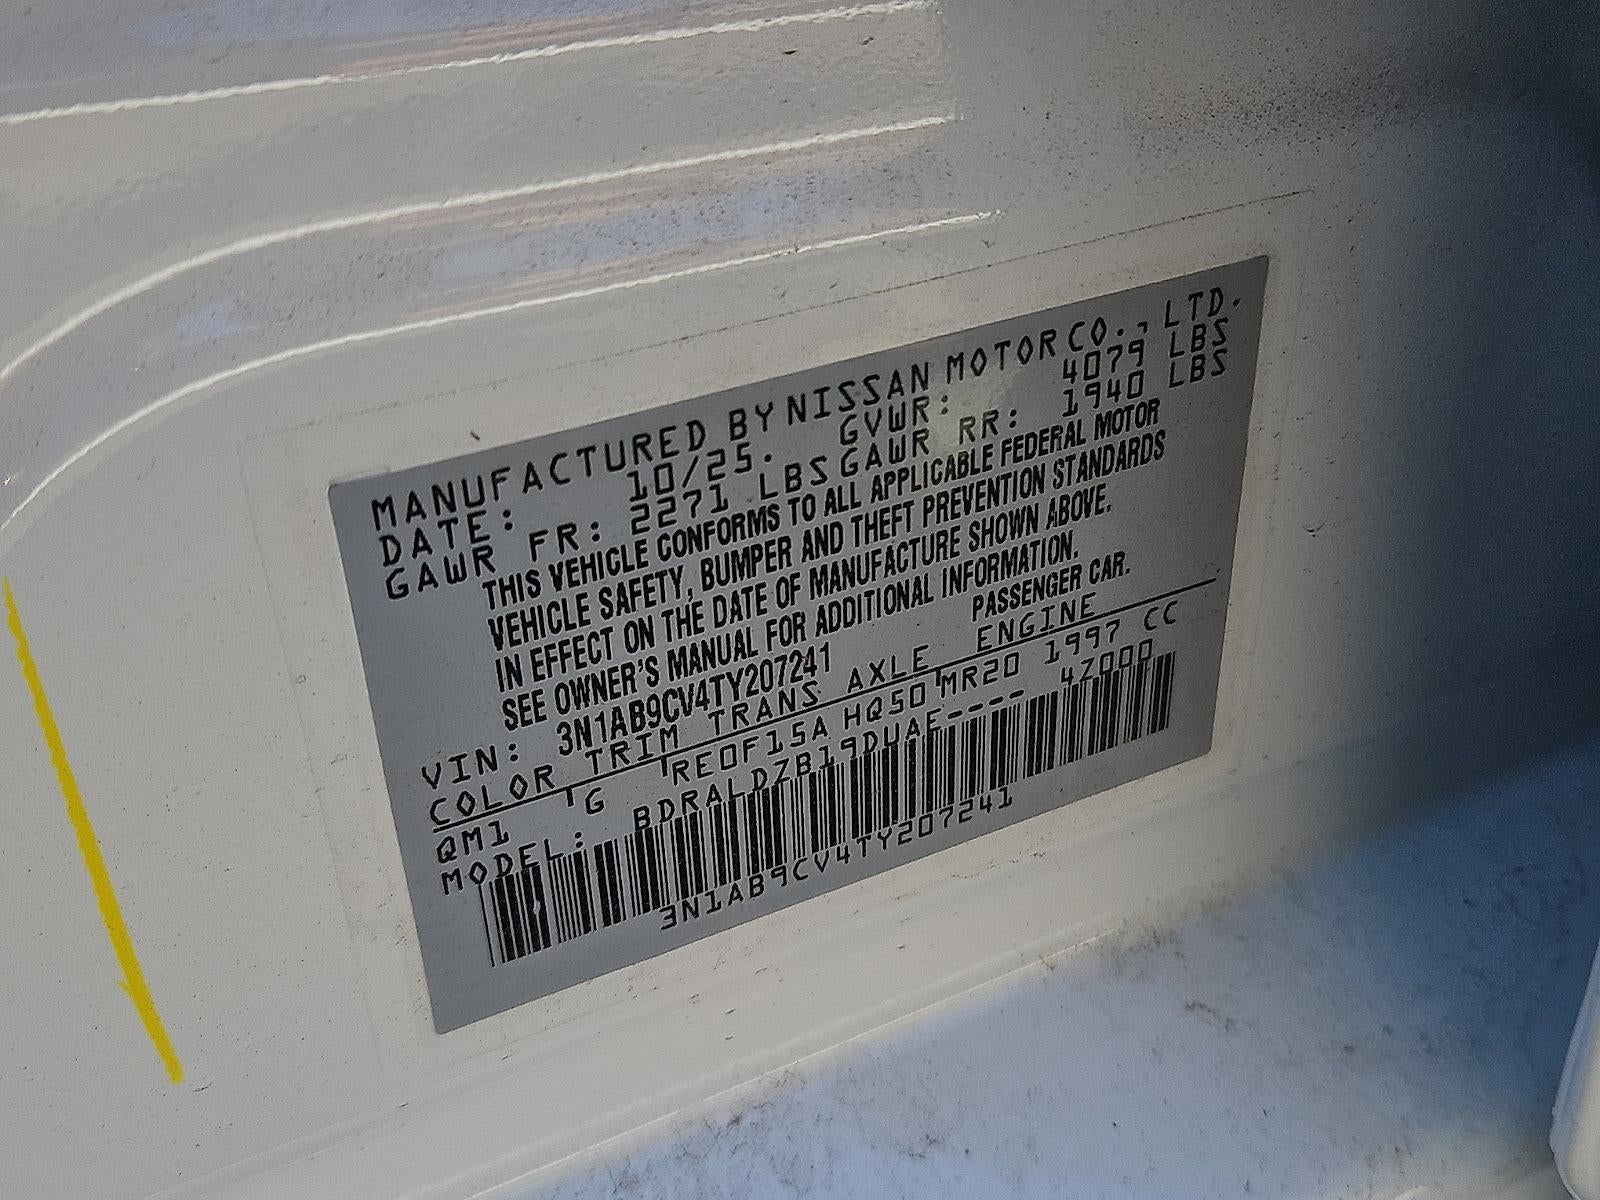 MANUFACTURED BY NISSAN MOTOR CO., LTD.
DATE: 10/25. GVWR: 4079 LBS
GAWR FR: 2271 LBS GAWR RR: 1940 LBS
THIS VEHICLE CONFORMS TO ALL APPLICABLE FEDERAL MOTOR
VEHICLE SAFETY, BUMPER AND THEFT PREVENTION STANDARDS
IN EFFECT ON THE DATE OF MANUFACTURE SHOWN ABOVE.
SEE OWNER'S MANUAL FOR ADDITIONAL INFORMATION.
VIN: 3N1AB9CV4TY207241 PASSENGER CAR.
COLOR TRIM TRANS AXLE ENGINE
QM1 G RE0F15A HQ50 MR20 1997 CC
MODEL: BDRALDZB19DUAE---- 4Z000
3N1AB9CV4TY207241